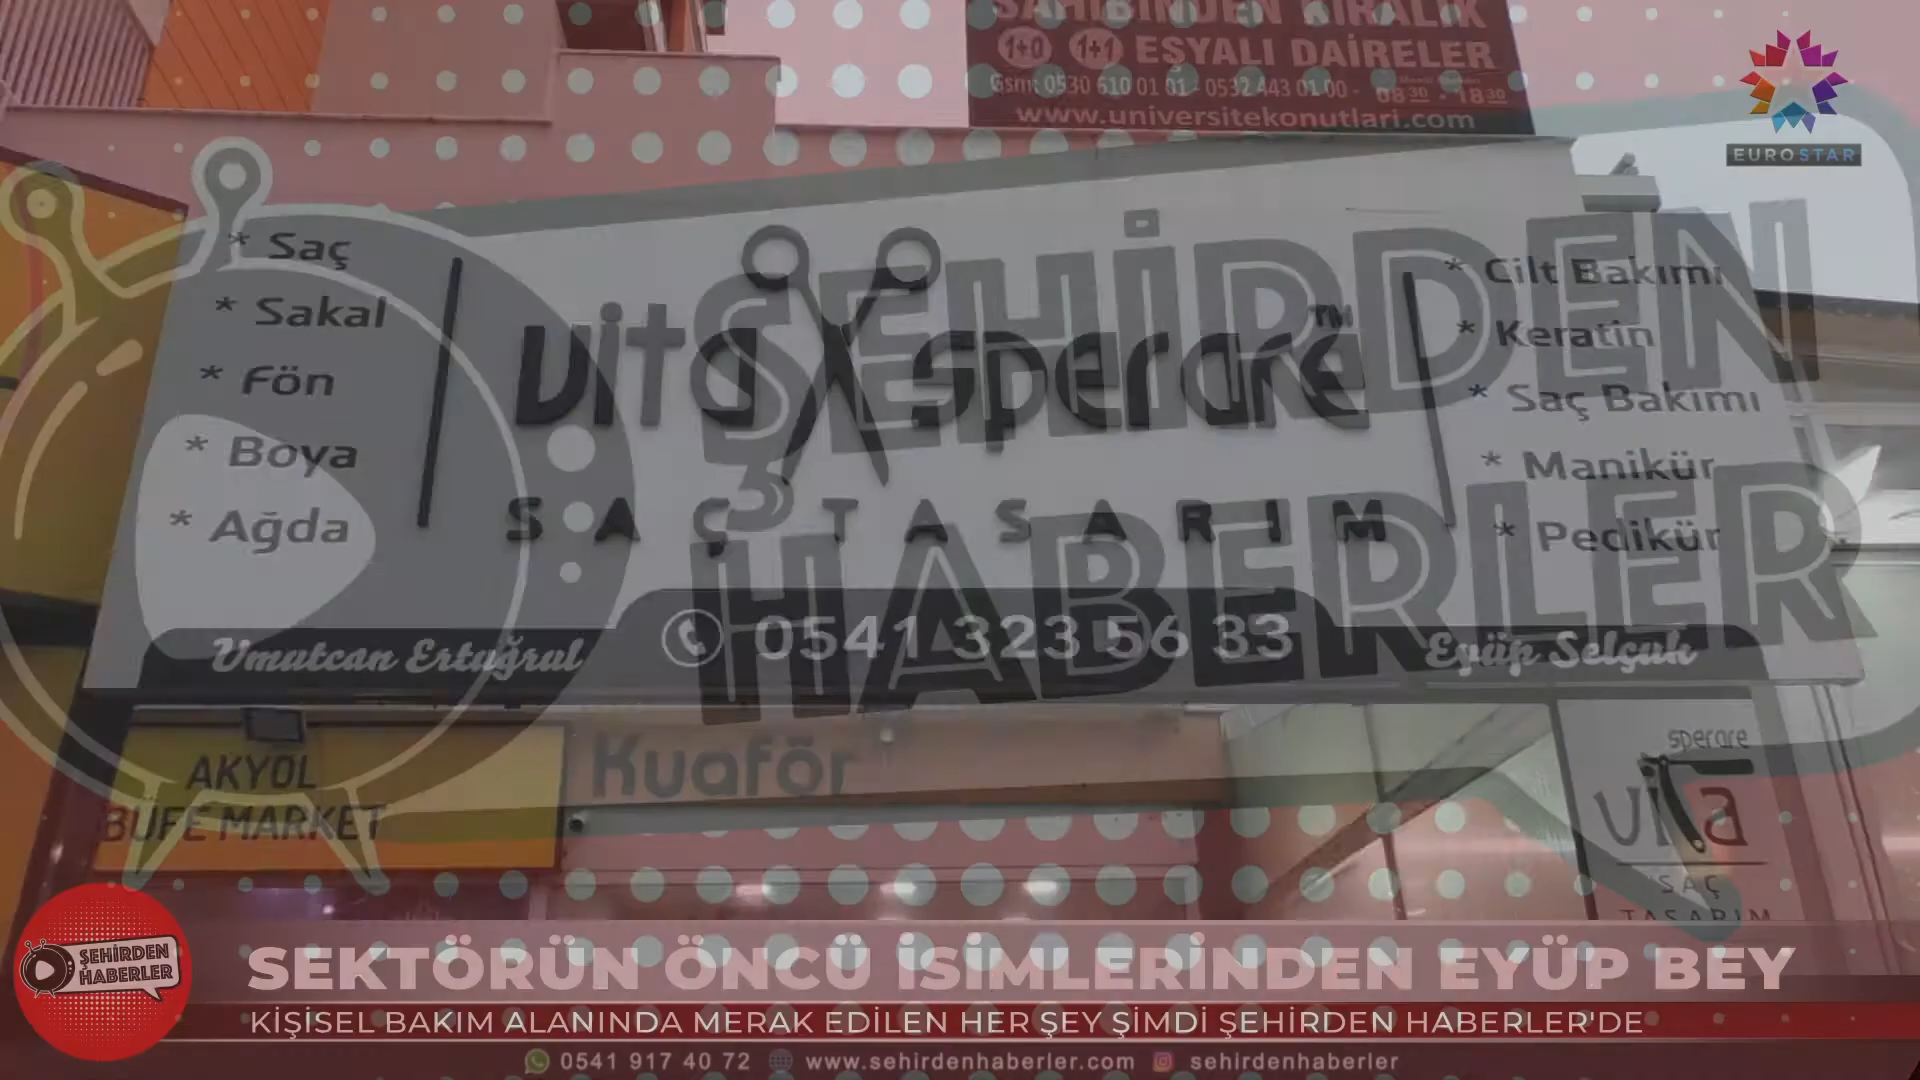 SAHİBİNDEN KİRALIK
1+0 1+1 EŞYALI DAİRELER
Gsm: 0530 610 01 01 - 0532 443 01 00 - 08 30 - 18 30
www.universitekonutlari.com
EUROSTAR
* Saç
* Sakal
* Fön
* Boya
* Ağda
vita sperare TM
SAÇ TASARIM
* Cilt Bakımı
* Keratin
* Saç Bakımı
* Manikür
* Pedikür
ŞEHİRDEN
HABERLER
Umutcan Ertuğrul
0541 323 56 33
Eyüp Selçuk
AKYOL
BÜFE MARKET
Kuaför
sperare
vita
SAÇ
TASARIM
ŞEHİRDEN
HABERLER
SEKTÖRÜN ÖNCÜ İSİMLERİNDEN EYÜP BEY
KİŞİSEL BAKIM ALANINDA MERAK EDİLEN HER ŞEY ŞİMDİ ŞEHİRDEN HABERLER'DE
0541 917 40 72 www.sehirdenhaberler.com sehirdenhaberler